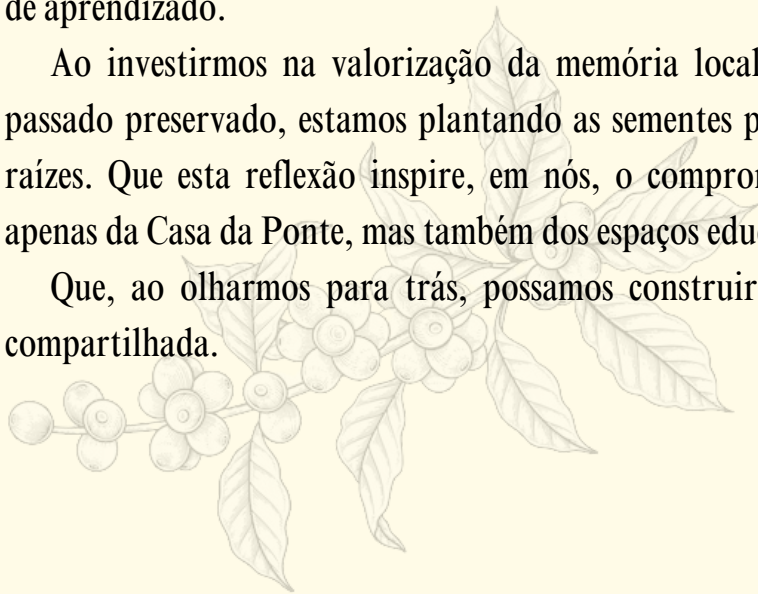 de aprendizado.
Ao investirmos na valorização da memória local
passado preservado, estamos plantando as sementes p
raízes. Que esta reflexão inspire, em nós, o compro
apenas da Casa da Ponte, mas também dos espaços edu
Que, ao olharmos para trás, possamos construir
compartilhada.